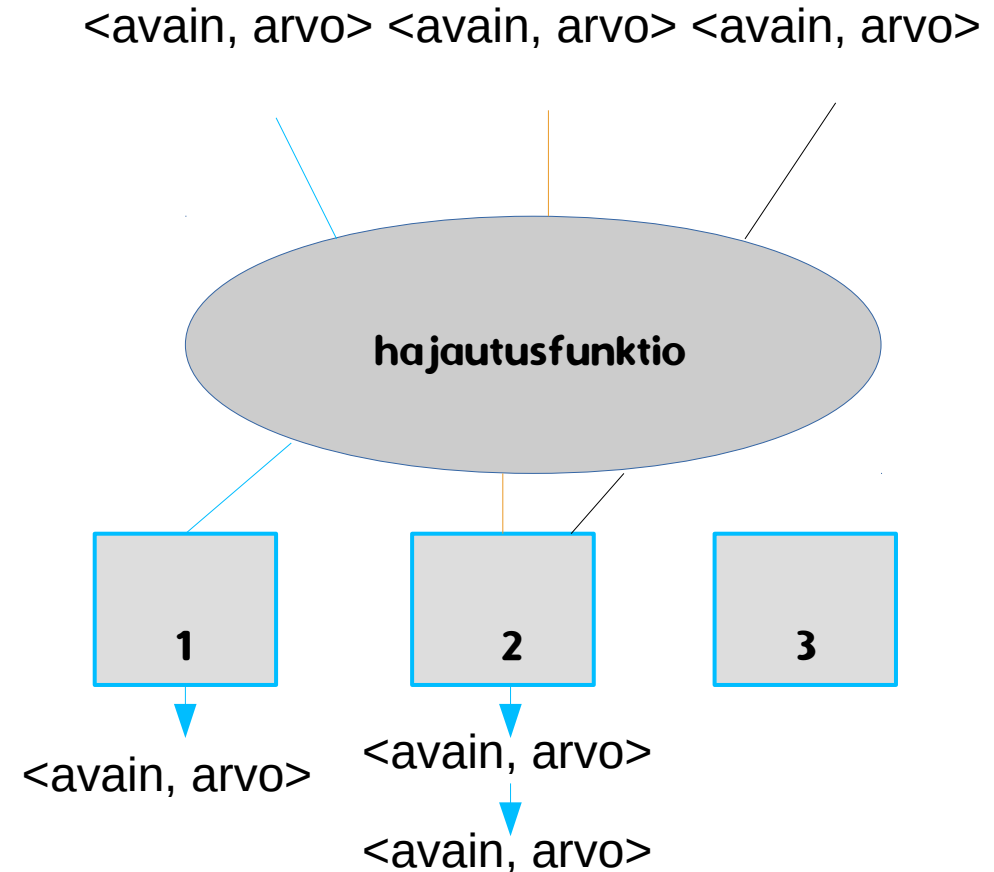 <avain, arvo> <avain, arvo> <avain, arvo>
hajautusfunktio
1 2 3
<avain, arvo>
<avain, arvo>
<avain, arvo>